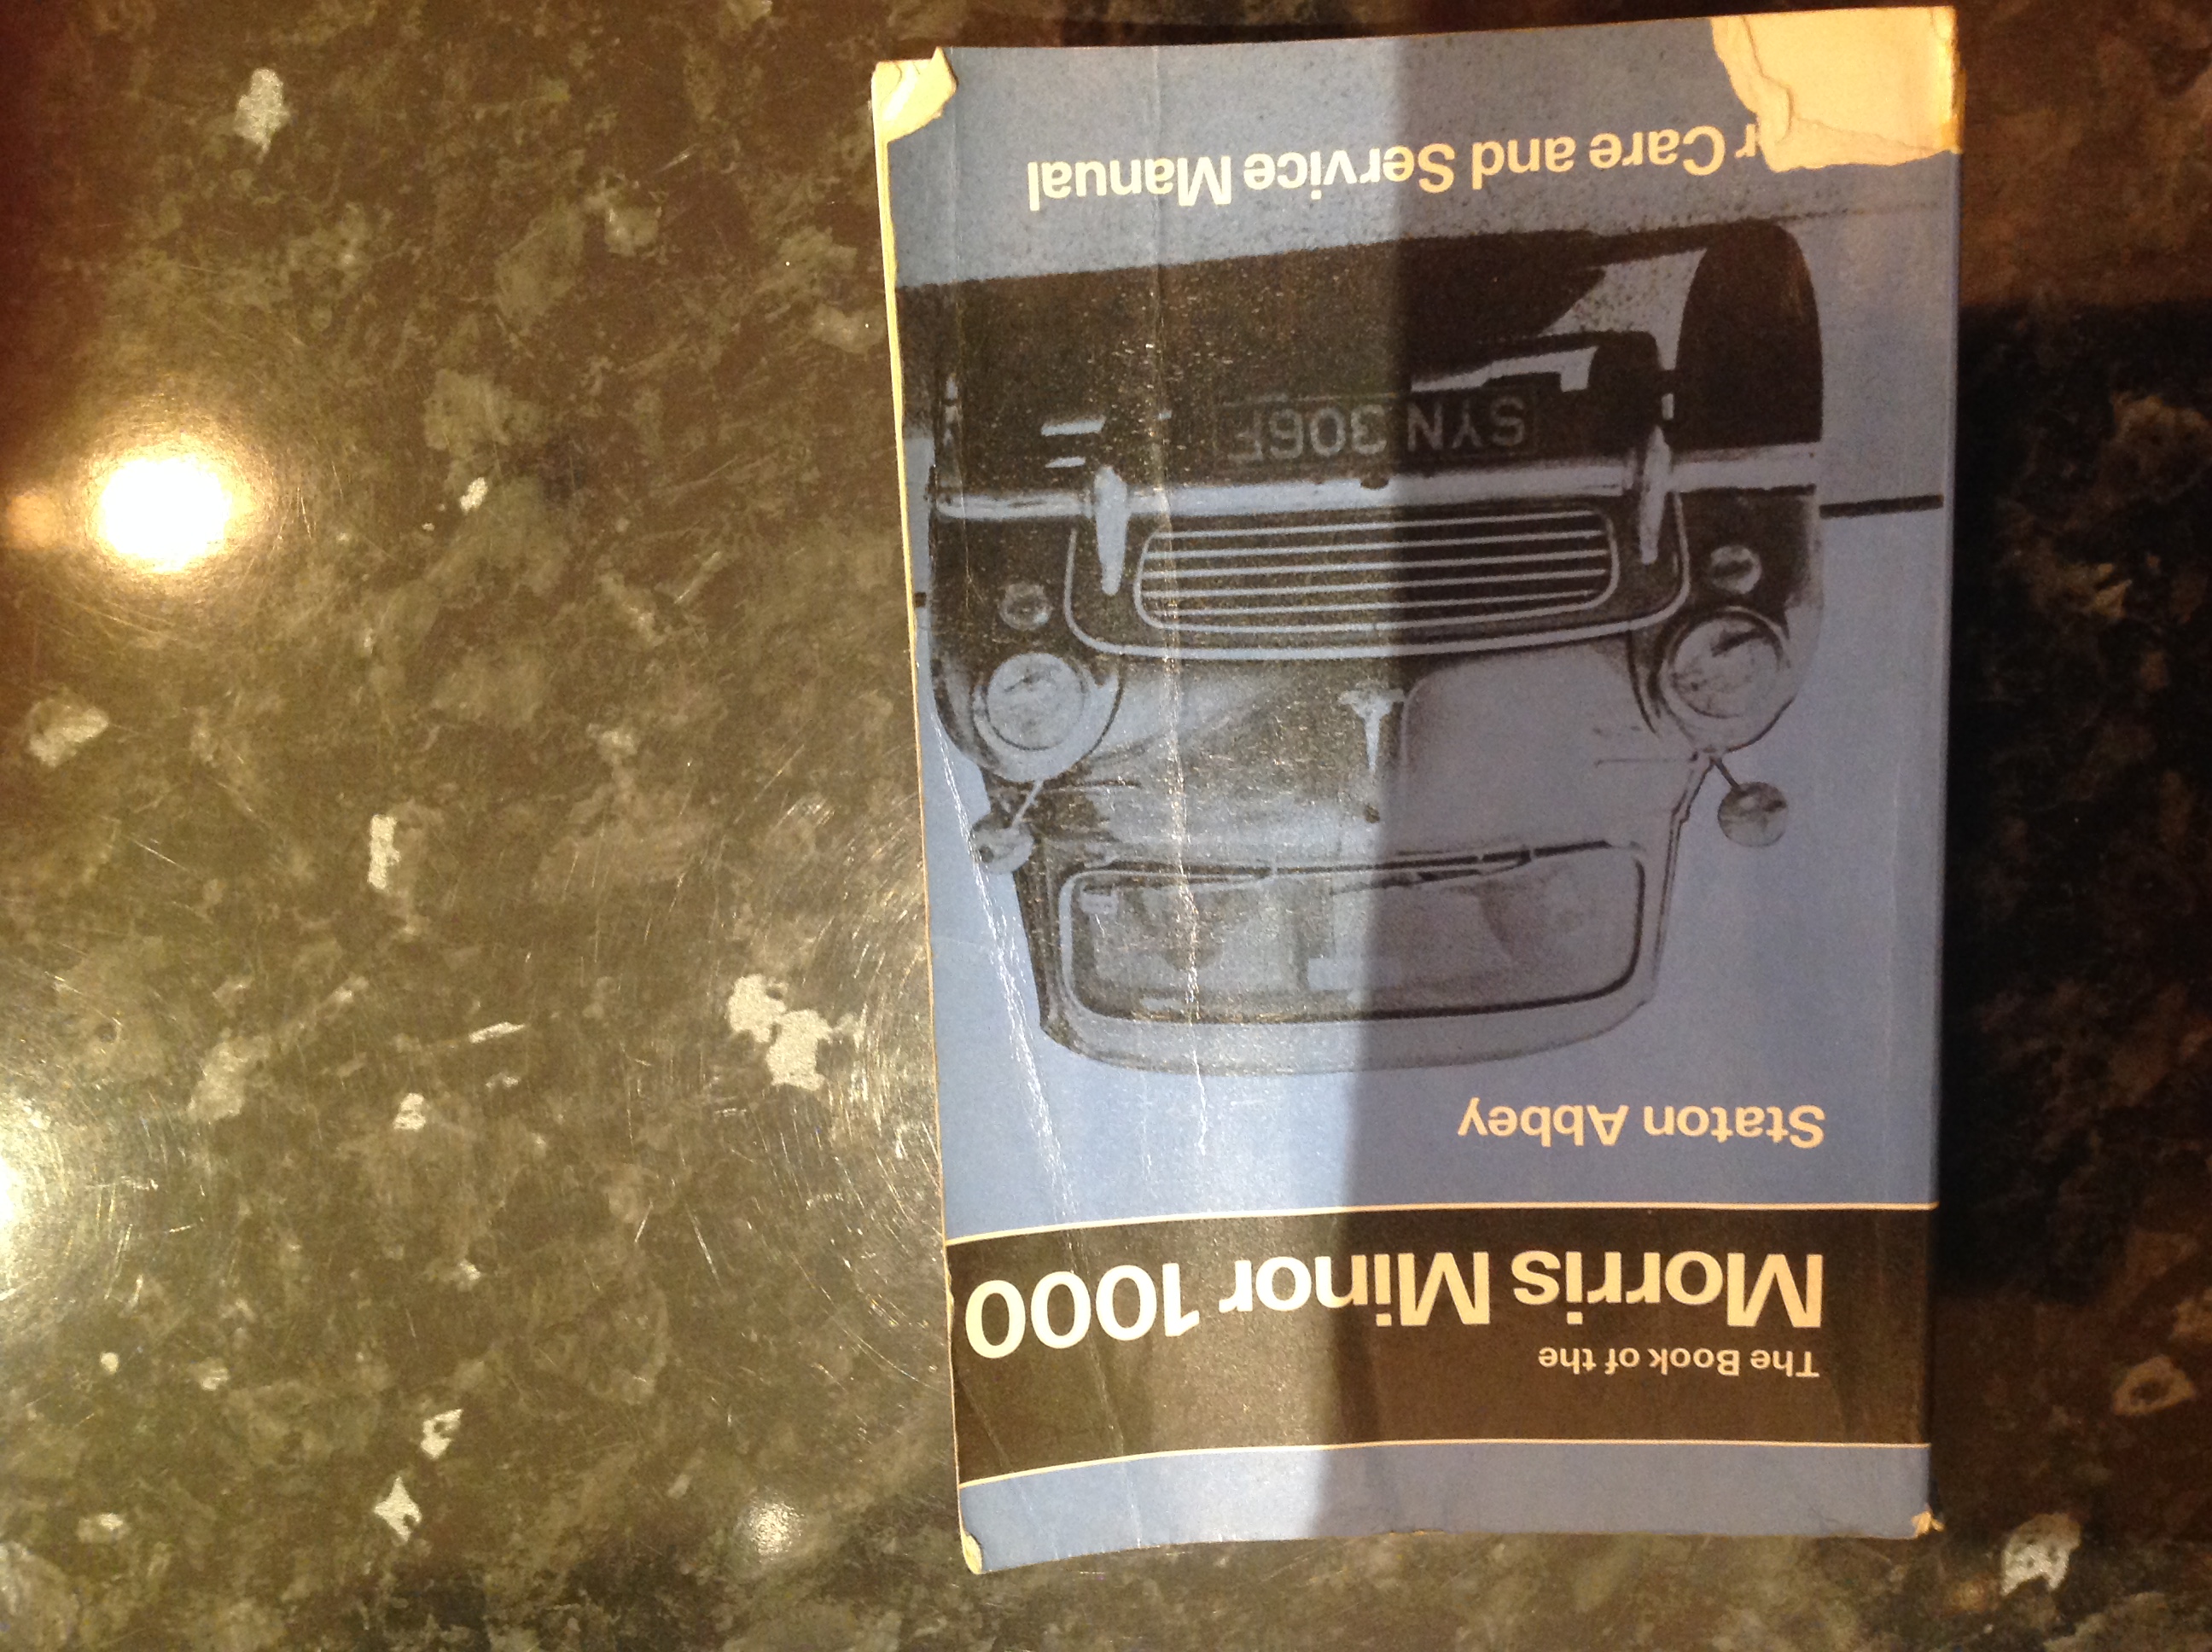 The Book of the
Morris Minor 1000
Staton Abbey
SYN 306F
r Care and Service Manual